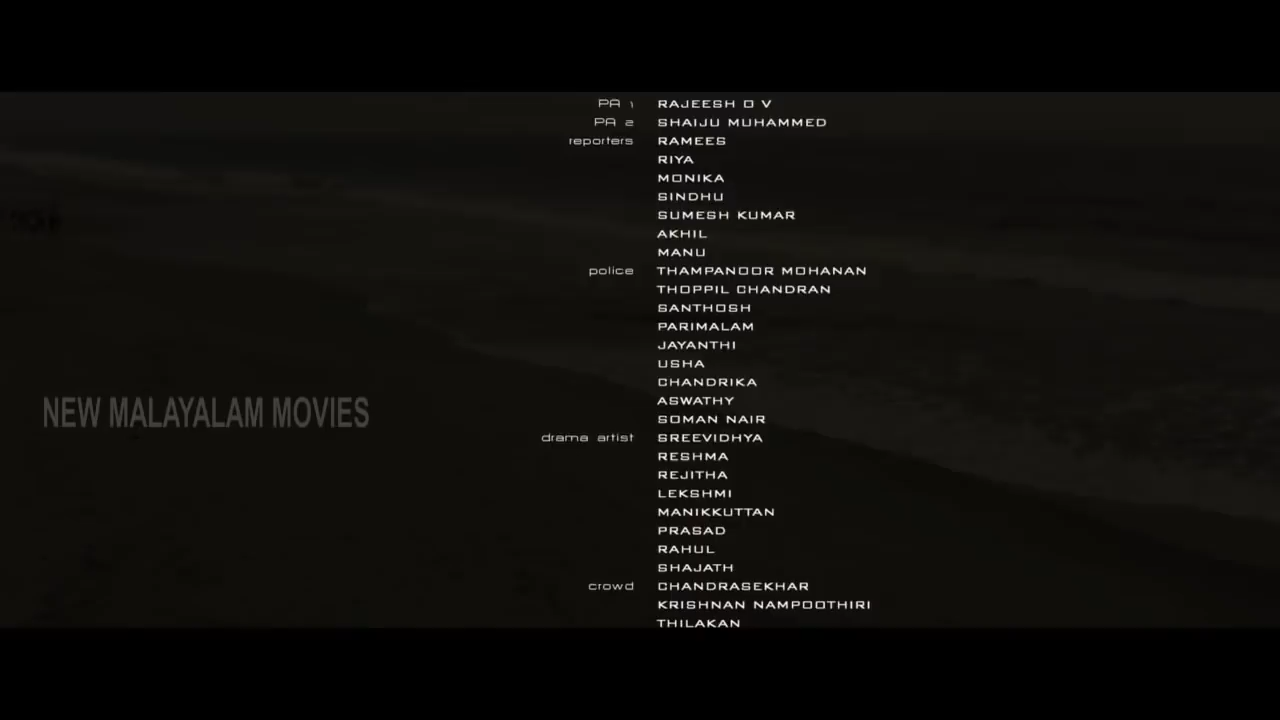 PA 1 RAJEESH O V
PA 2 SHAIJU MUHAMMED
reporters RAMEES
RIYA
MONIKA
SINDHU
SUMESH KUMAR
AKHIL
MANU
police THAMPANOOR MOHANAN
THOPPIL CHANDRAN
SANTHOSH
PARIMALAM
JAYANTHI
USHA
CHANDRIKA
ASWATHY
SOMAN NAIR
drama artist SREEVIDHYA
RESHMA
REJITHA
LEKSHMI
MANIKKUTTAN
PRASAD
RAHUL
SHAJATH
crowd CHANDRASEKHAR
KRISHNAN NAMPOOTHIRI
THILAKAN
NEW MALAYALAM MOVIES